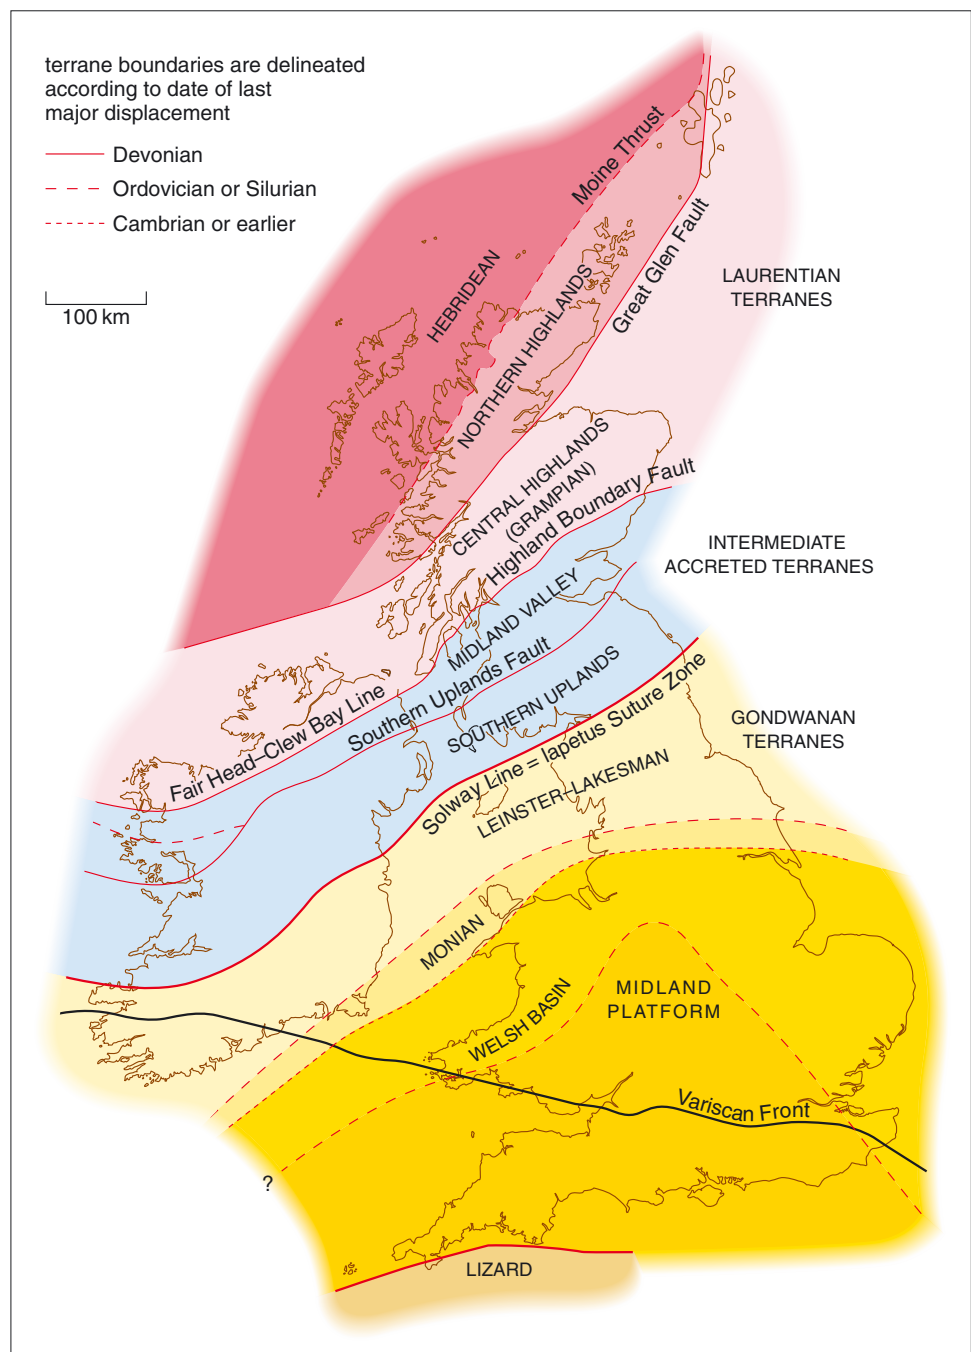 terrane boundaries are delineated
according to date of last
major displacement
Devonian
Ordovician or Silurian
Cambrian or earlier
100 km
Moine Thrust
HEBRIDEAN
NORTHERN HIGHLANDS
Great Glen Fault
LAURENTIAN
TERRANES
CENTRAL HIGHLANDS
(GRAMPIAN)
Highland Boundary Fault
INTERMEDIATE
ACCRETED TERRANES
MIDLAND VALLEY
Fair Head–Clew Bay Line
Southern Uplands Fault
SOUTHERN UPLANDS
Solway Line = Iapetus Suture Zone
GONDWANAN
TERRANES
LEINSTER–LAKESMAN
MONIAN
WELSH BASIN
MIDLAND
PLATFORM
Variscan Front
?
LIZARD